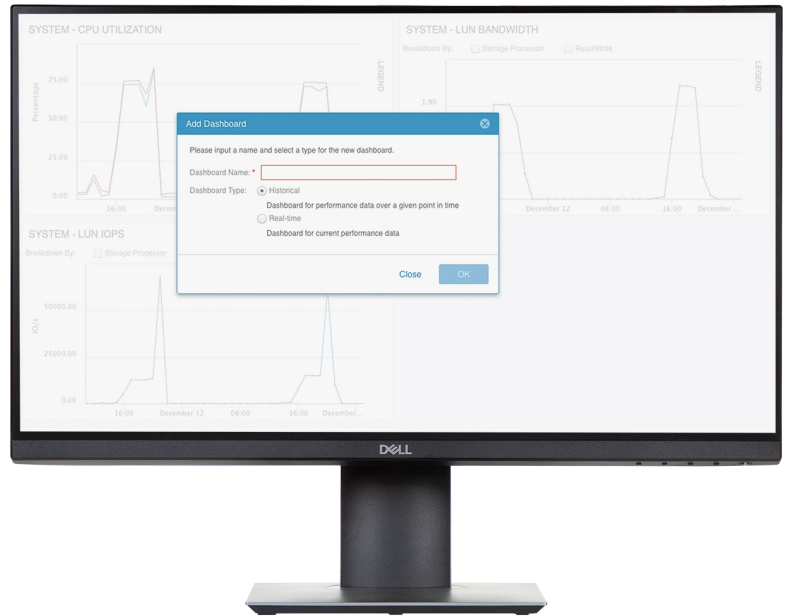 SYSTEM - CPU UTILIZATION
Percentage
75.00
50.00
25.00
0.00
16:00
LEGEND
SYSTEM - LUN BANDWIDTH
Breakdown By: Storage Processor Read/Write
1.90
LEGEND
December 12 08:00 16:00 December ...
Add Dashboard
Please input a name and select a type for the new dashboard.
Dashboard Name: *
Dashboard Type: Historical
Dashboard for performance data over a given point in time
Real-time
Dashboard for current performance data
Close OK
SYSTEM - LUN IOPS
Breakdown By: Storage Processor
IO/s
50000.00
25000.00
0.00
16:00 December 12 08:00 16:00 December...
DELL